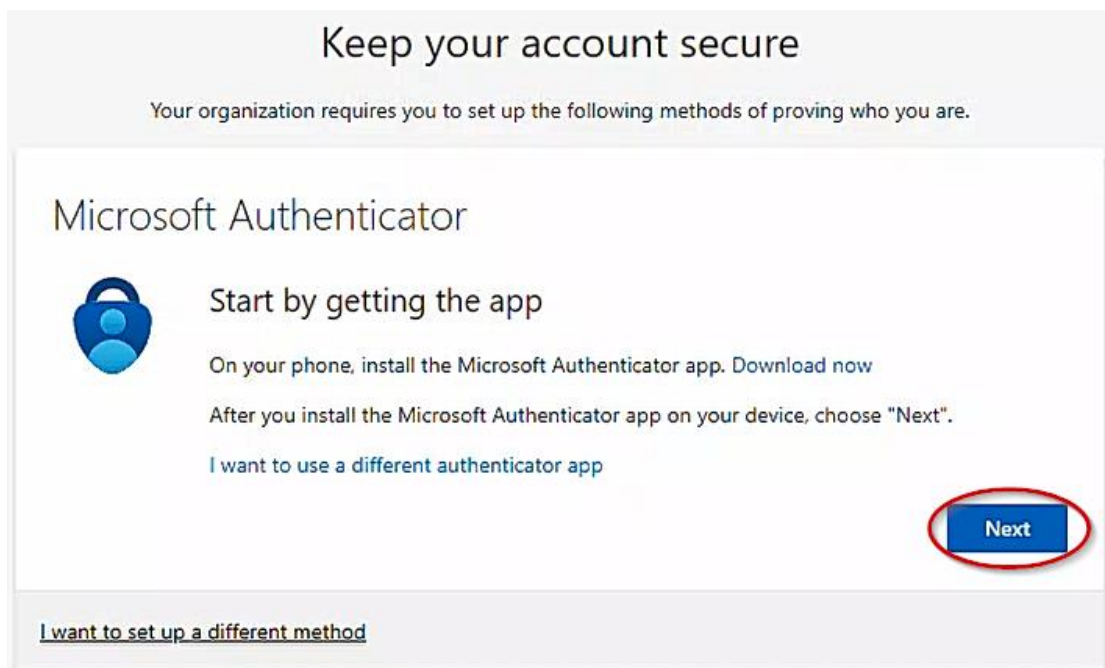 Keep your account secure
Your organization requires you to set up the following methods of proving who you are.
Microsoft Authenticator
Start by getting the app
On your phone, install the Microsoft Authenticator app. Download now
After you install the Microsoft Authenticator app on your device, choose "Next".
I want to use a different authenticator app
Next
I want to set up a different method